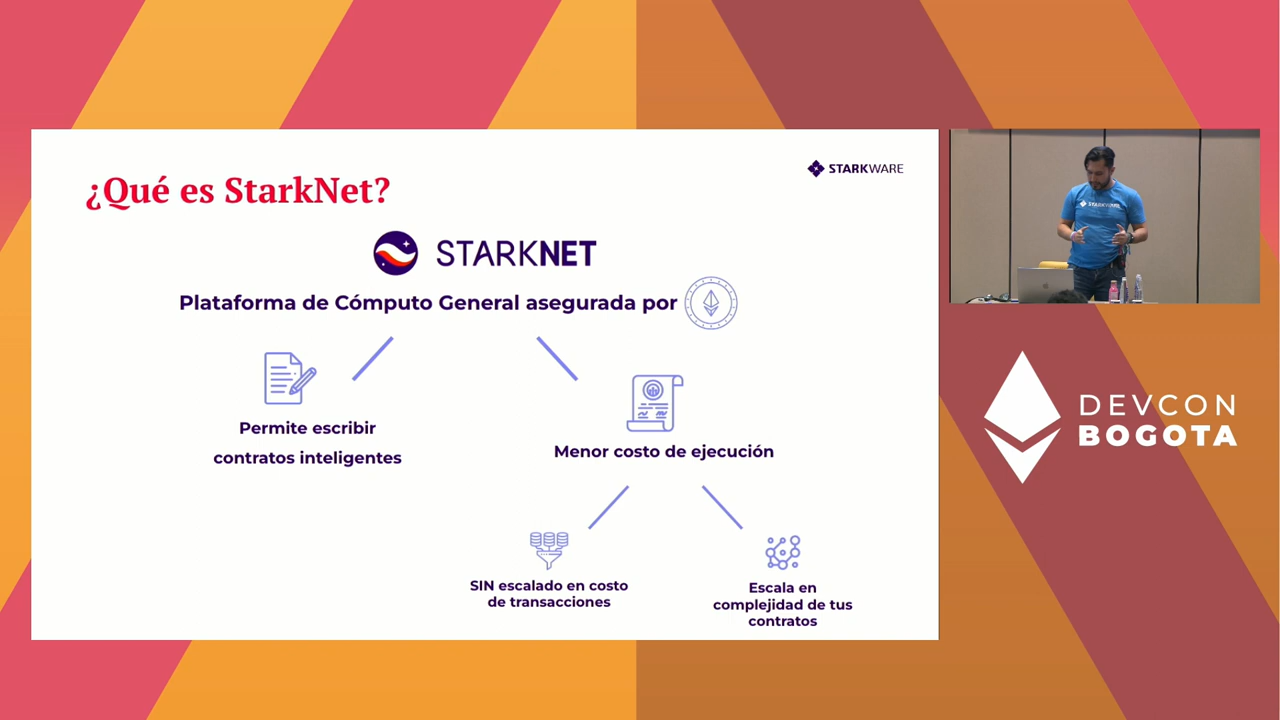 ¿Qué es StarkNet?
STARKWARE
STARKNET
Plataforma de Cómputo General asegurada por
Permite escribir
contratos inteligentes
Menor costo de ejecución
SIN escalado en costo
de transacciones
Escala en
complejidad de tus
contratos
STARKWARE
DEVCON
BOGOTA